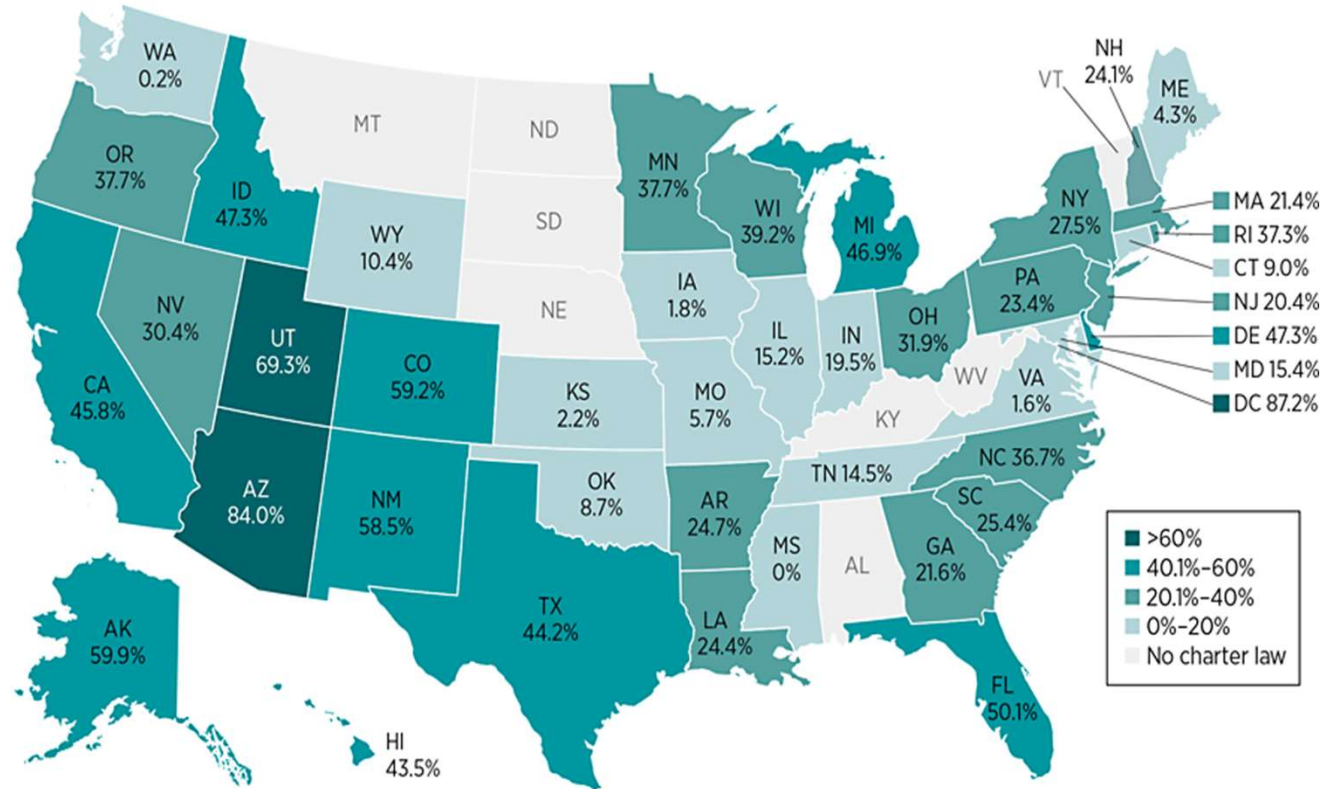 WA
0.2%
OR
37.7%
ID
47.3%
MT
ND
MN
37.7%
WI
39.2%
MI
46.9%
VT
NH
24.1%
ME
4.3%
NY
27.5%
MA 21.4%
RI 37.3%
CT 9.0%
NJ 20.4%
DE 47.3%
MD 15.4%
DC 87.2%
SD
WY
10.4%
NE
IA
1.8%
IL
15.2%
IN
19.5%
OH
31.9%
PA
23.4%
NV
30.4%
UT
69.3%
CO
59.2%
CA
45.8%
KS
2.2%
MO
5.7%
KY
WV
VA
1.6%
AZ
84.0%
NM
58.5%
OK
8.7%
AR
24.7%
TN 14.5%
NC 36.7%
SC
25.4%
MS
0%
AL
GA
21.6%
TX
44.2%
LA
24.4%
FL
50.1%
AK
59.9%
HI
43.5%
>60%
40.1%–60%
20.1%–40%
0%–20%
No charter law